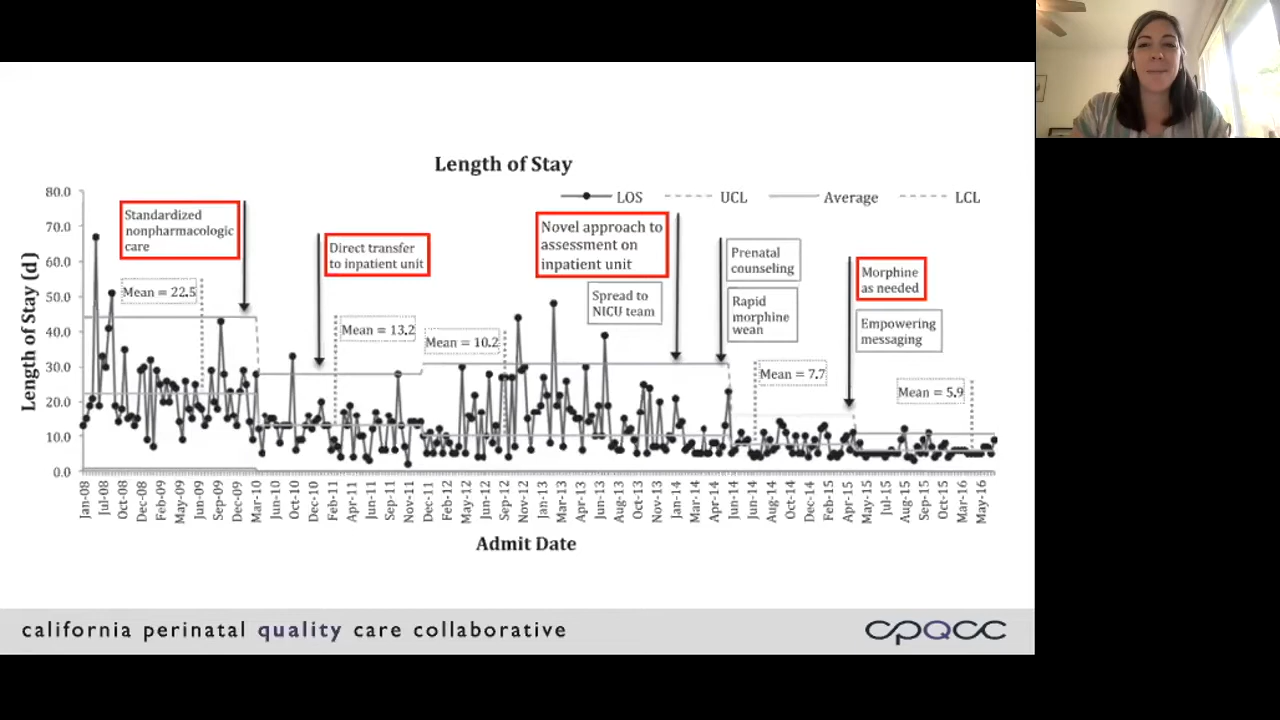 Length of Stay
LOS
UCL
Average
LCL
Length of Stay (d)
80.0
70.0
60.0
50.0
40.0
30.0
20.0
10.0
0.0
Standardized
nonpharmacologic
care
Mean = 22.5
Direct transfer
to inpatient unit
Mean = 13.2
Mean = 10.2
Novel approach to
assessment on
inpatient unit
Spread to
NICU team
Prenatal
counseling
Rapid
morphine
wean
Mean = 7.7
Morphine
as needed
Empowering
messaging
Mean = 5.9
Jan-08
Jul-08
Oct-08
Dec-08
Feb-09
May-09
Jun-09
Sep-09
Dec-09
Mar-10
Jun-10
Oct-10
Dec-10
Feb-11
Apr-11
Jun-11
Sep-11
Nov-11
Dec-11
Feb-12
May-12
Jun-12
Sep-12
Nov-12
Jan-13
Mar-13
Apr-13
Jun-13
Aug-13
Oct-13
Nov-13
Jan-14
Mar-14
Apr-14
Jun-14
Aug-14
Oct-14
Dec-14
Feb-15
Apr-15
May-15
Jul-15
Aug-15
Sep-15
Oct-15
Mar-16
May-16
Admit Date
california perinatal quality care collaborative
cpqcc